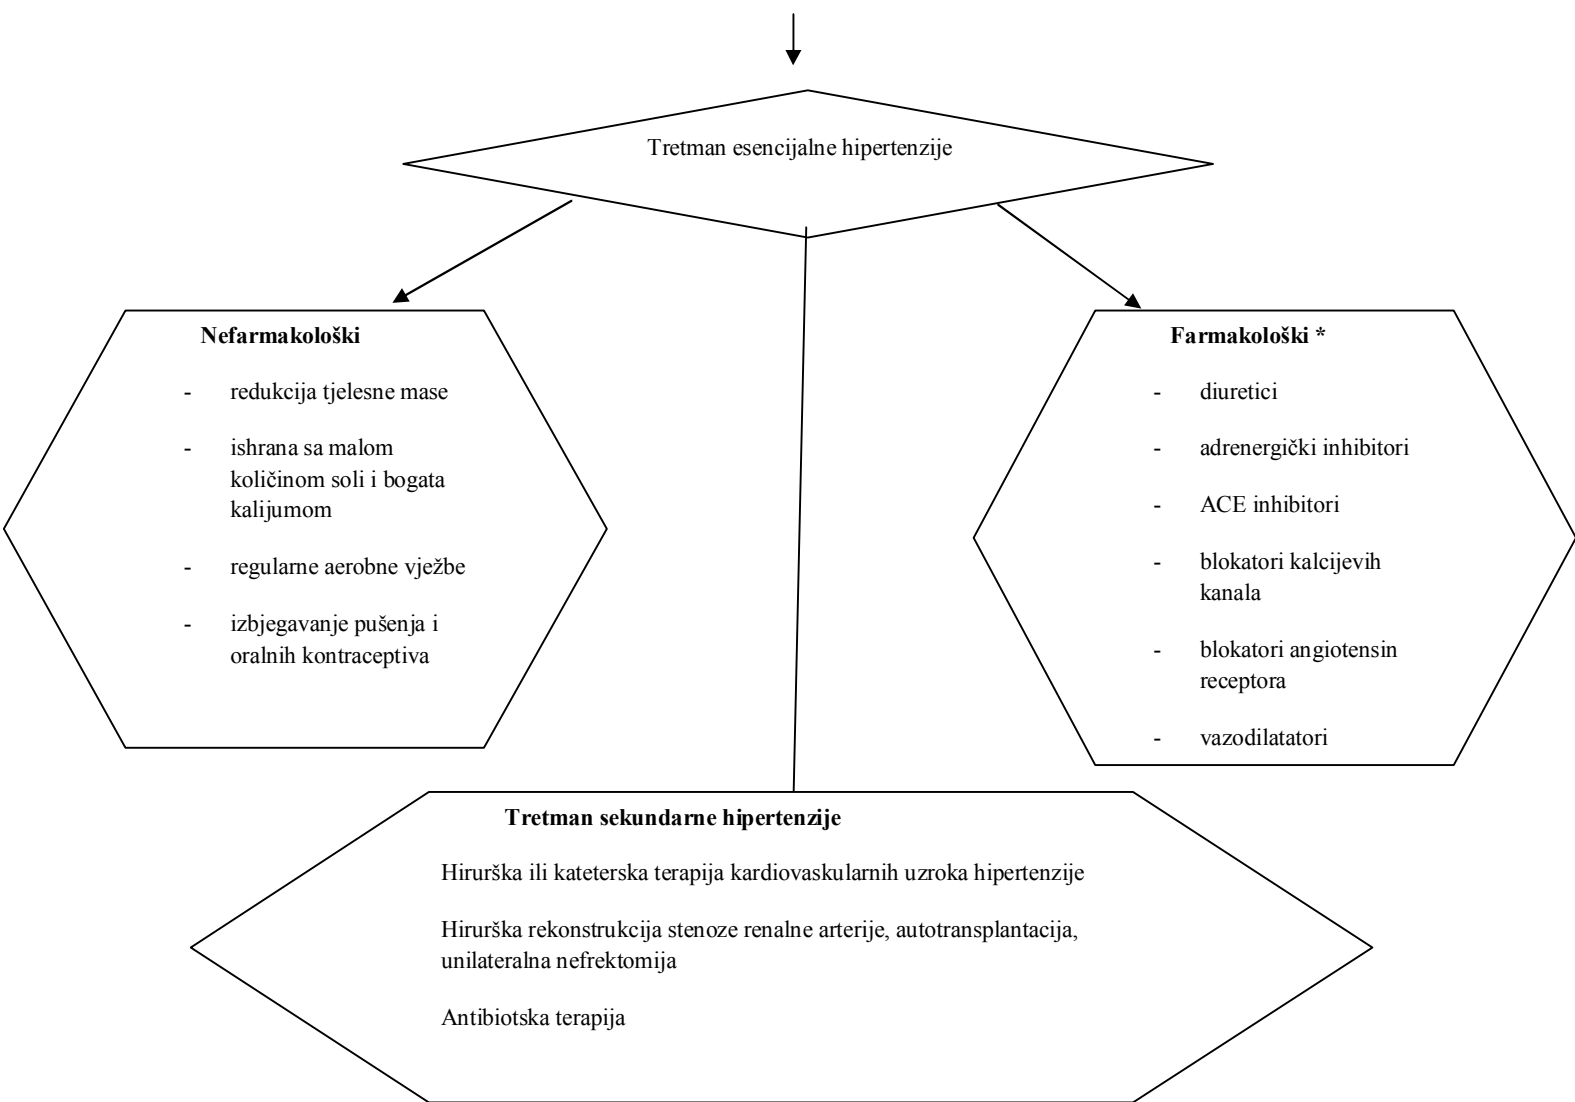 Tretman esencijalne hipertenzije
Nefarmakološki
- redukcija tjelesne mase
- ishrana sa malom
količinom soli i bogata
kalijumom
- regularne aerobne vježbe
- izbjegavanje pušenja i
oralnih kontraceptiva
Farmakološki *
- diuretici
- adrenergički inhibitori
- ACE inhibitori
- blokatori kalcijevih
kanala
- blokatori angiotensin
receptora
- vazodilatatori
Tretman sekundarne hipertenzije
Hirurška ili kateterska terapija kardiovaskularnih uzroka hipertenzije
Hirurška rekonstrukcija stenoze renalne arterije, autotransplantacija,
unilateralna nefrektomija
Antibiotska terapija